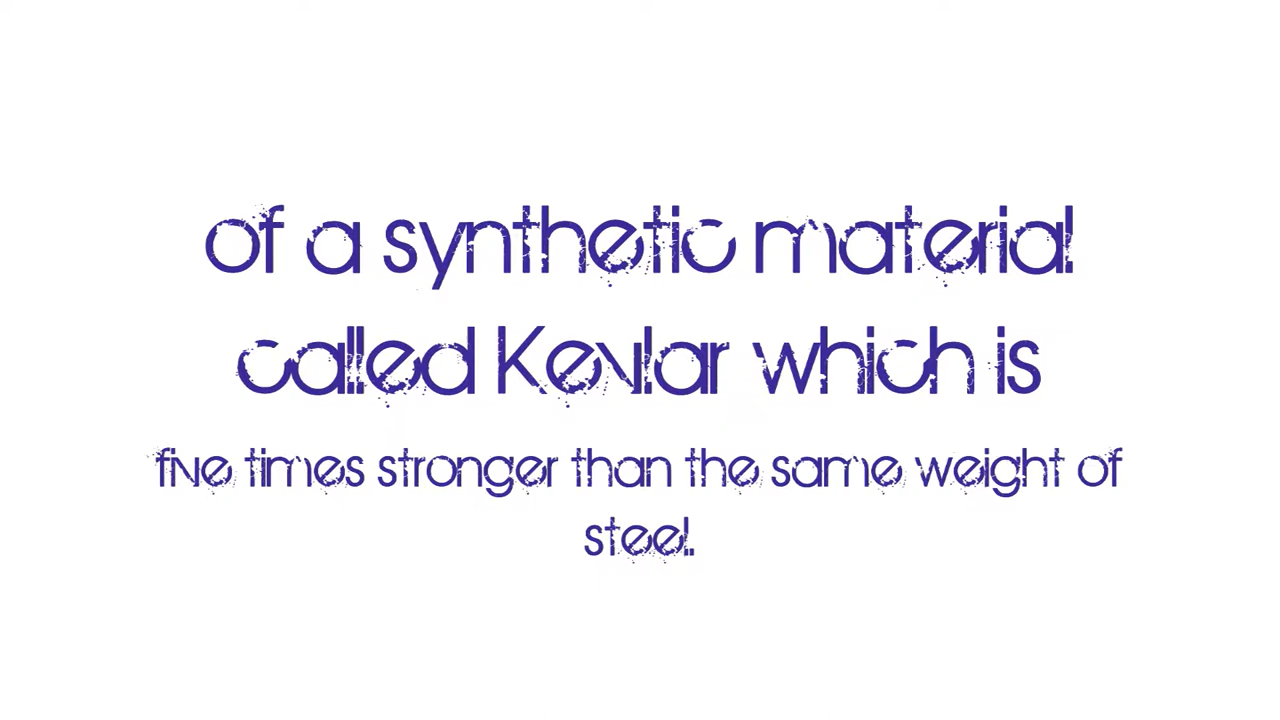 of a synthetic material
called Kevlar which is
five times stronger than the same weight of
steel.